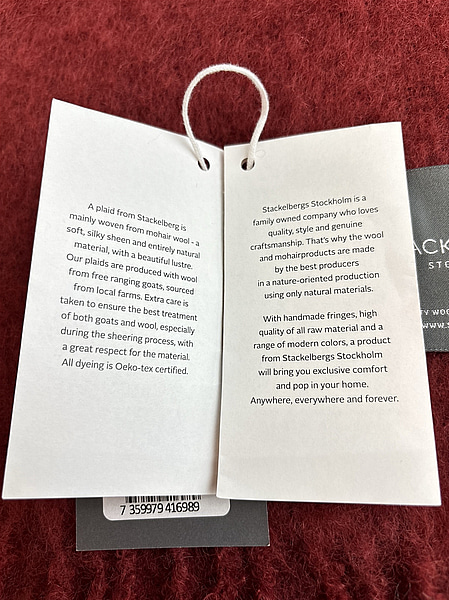 A plaid from Stackelberg is
mainly woven from mohair wool - a
soft, silky sheen and entirely natural
material, with a beautiful lustre.
Our plaids are produced with wool
from free ranging goats, sourced
from local farms. Extra care is
taken to ensure the best treatment
of both goats and wool, especially
during the sheering process, with
a great respect for the material.
All dyeing is Oeko-tex certified.
Stackelbergs Stockholm is a
family owned company who loves
quality, style and genuine
craftsmanship. That's why the wool
and mohairproducts are made
by the best producers
in a nature-oriented production
using only natural materials.
With handmade fringes, high
quality of all raw material and a
range of modern colors, a product
from Stackelbergs Stockholm
will bring you exclusive comfort
and pop in your home.
Anywhere, everywhere and forever.
7 359979 416989